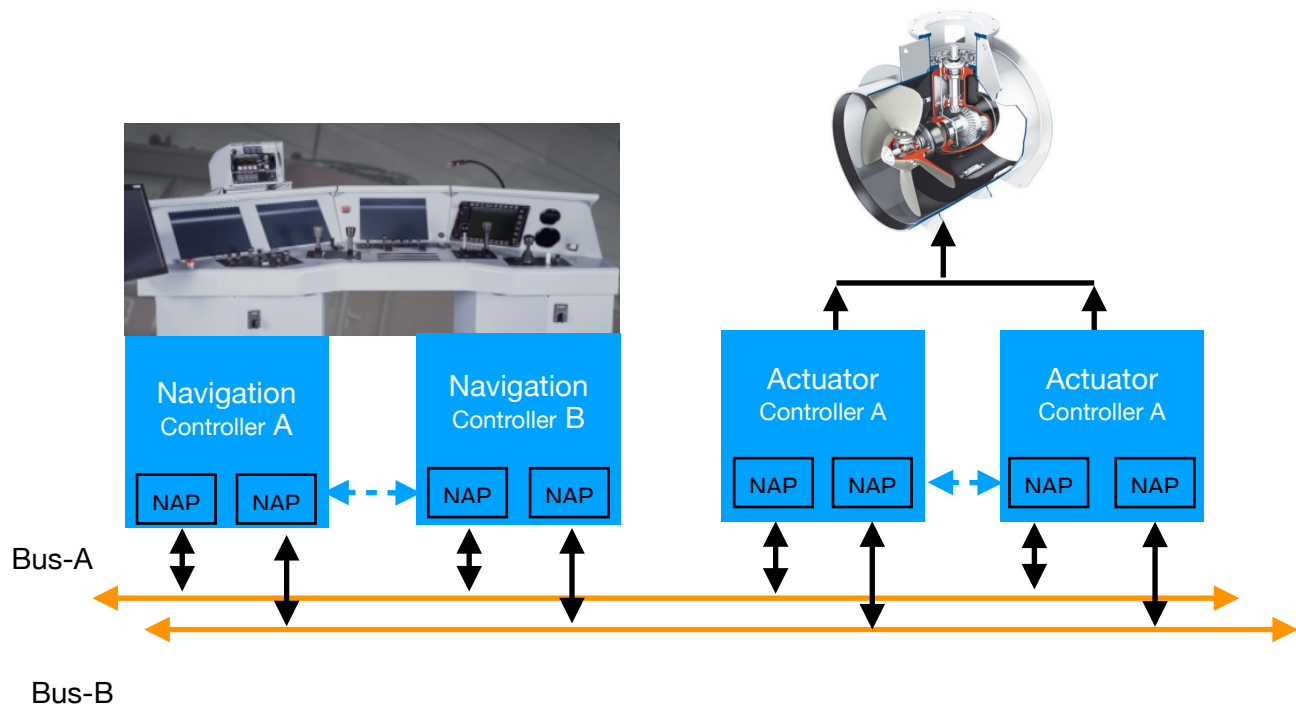 Navigation
Controller A
Navigation
Controller B
Actuator
Controller A
Actuator
Controller A
NAP
NAP
NAP
NAP
NAP
NAP
NAP
NAP
Bus-A
Bus-B